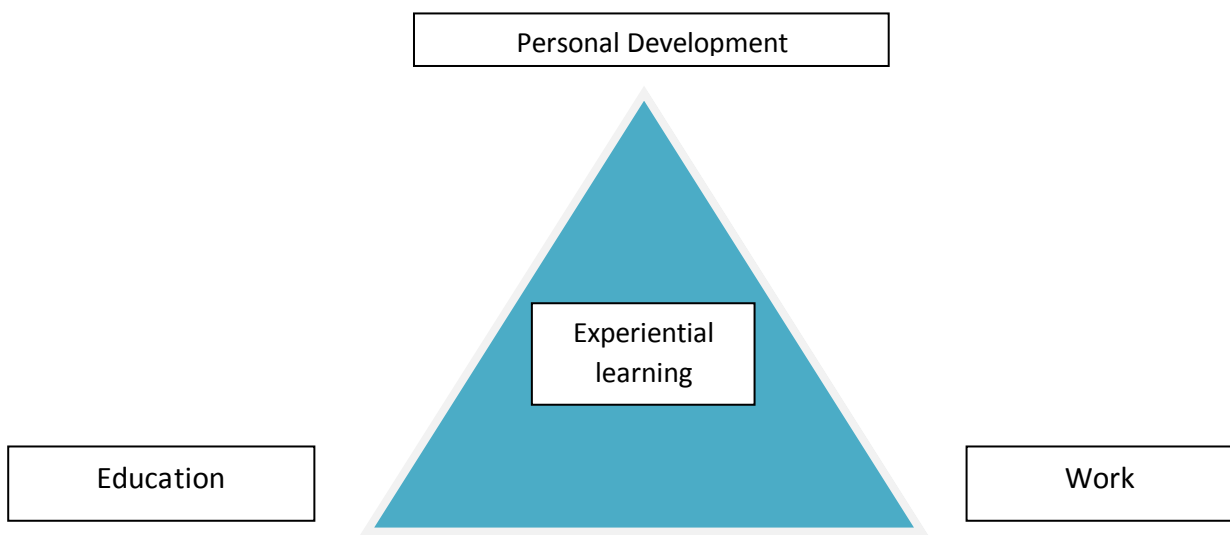 Personal Development
Experiential
learning
Education
Work